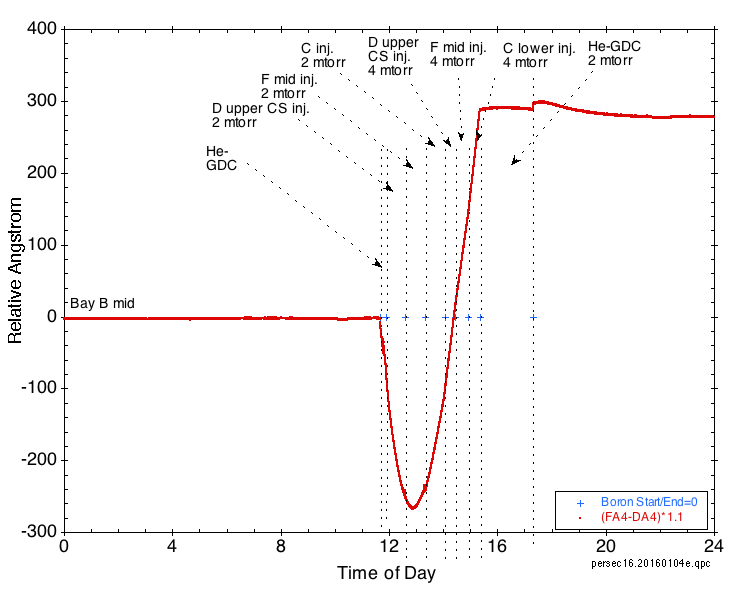 400
300
200
100
0
-100
-200
-300
Relative Angstrom
C inj.
2 mtorr
D upper
CS inj.
4 mtorr
F mid inj.
4 mtorr
C lower inj.
4 mtorr
He-GDC
2 mtorr
F mid inj.
2 mtorr
D upper CS inj.
2 mtorr
He-
GDC
Bay B mid
Boron Start/End=0
(FA4-DA4)*1.1
0 4 8 12 16 20 24
Time of Day
persec16.20160104e.qpc